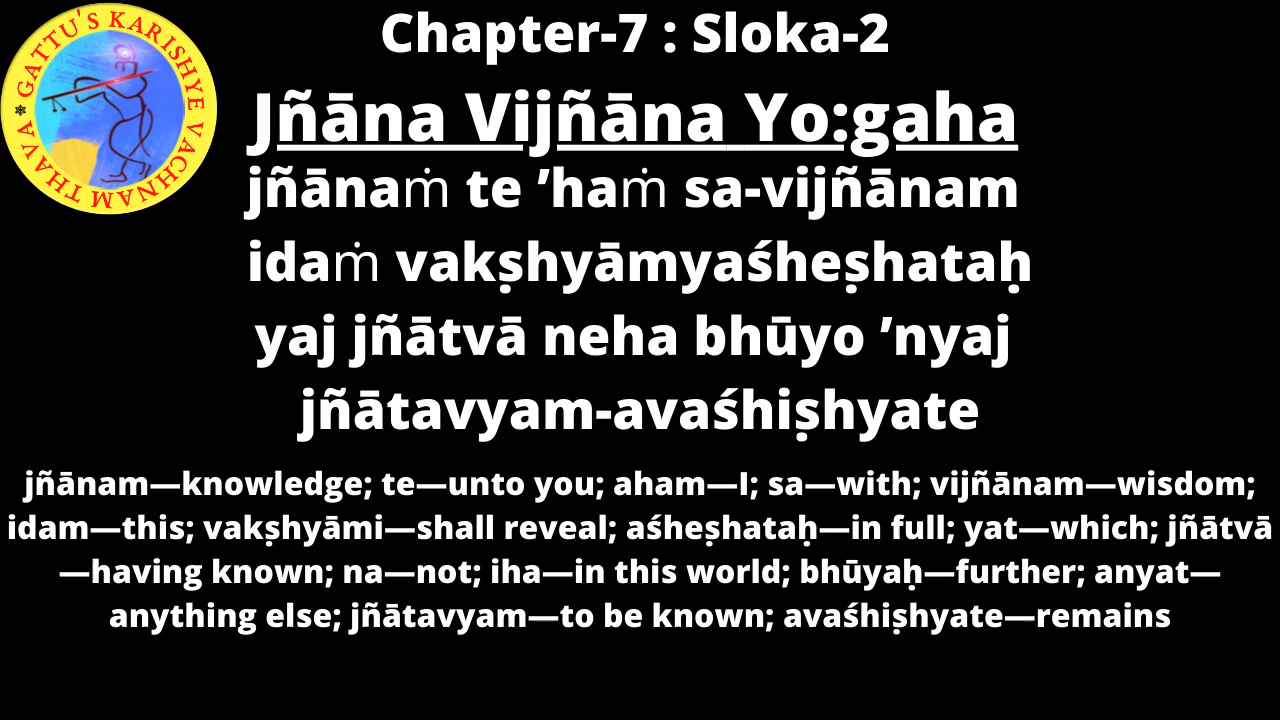 GATTU'S KARISHYE VACHNAM THAVA
Chapter-7 : Sloka-2
Jñāna Vijñāna Yo:gaha
jñānaṁ te ’haṁ sa-vijñānam
idaṁ vakṣhyāmyaśheṣhataḥ
yaj jñātvā neha bhūyo ’nyaj
jñātavyam-avaśhiṣhyate
jñānam—knowledge; te—unto you; aham—I; sa—with; vijñānam—wisdom;
idam—this; vakṣhyāmi—shall reveal; aśheṣhataḥ—in full; yat—which; jñātvā
—having known; na—not; iha—in this world; bhūyaḥ—further; anyat—
anything else; jñātavyam—to be known; avaśhiṣhyate—remains